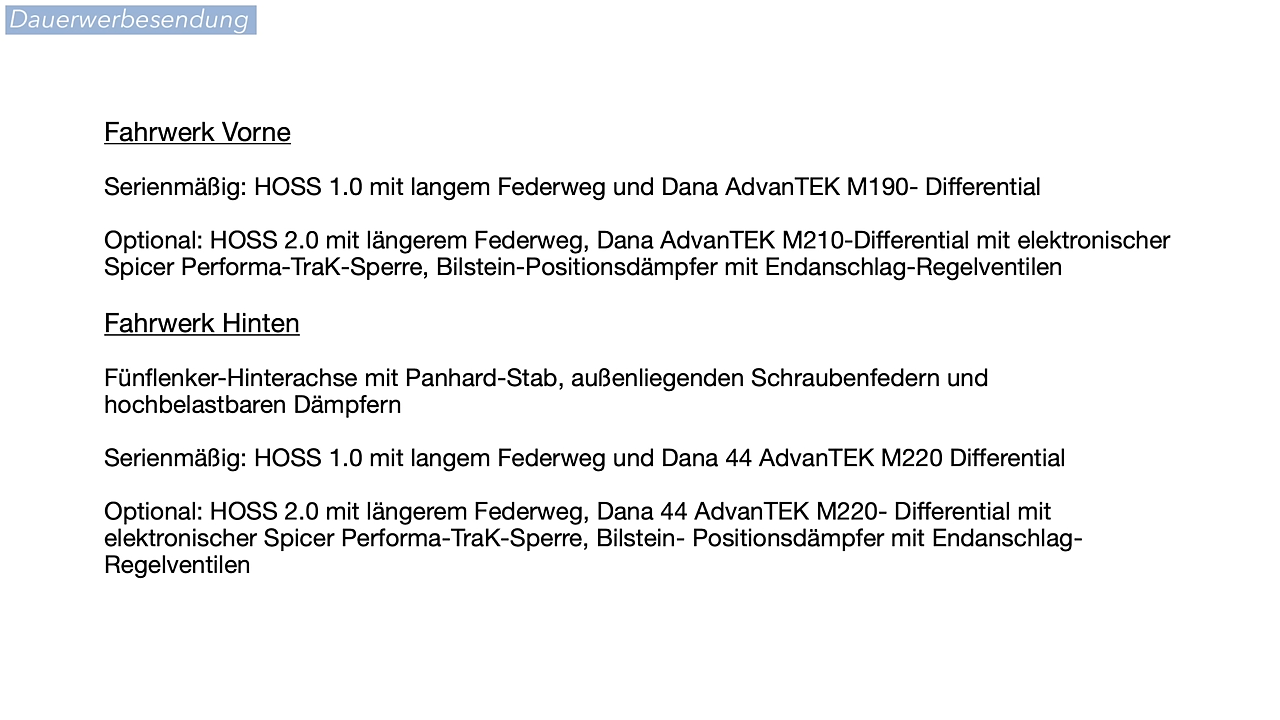 Dauerwerbesendung
Fahrwerk Vorne
Serienmäßig: HOSS 1.0 mit langem Federweg und Dana AdvanTEK M190- Differential
Optional: HOSS 2.0 mit längerem Federweg, Dana AdvanTEK M210-Differential mit elektronischer
Spicer Performa-TraK-Sperre, Bilstein-Positionsdämpfer mit Endanschlag-Regelventilen
Fahrwerk Hinten
Fünflenker-Hinterachse mit Panhard-Stab, außenliegenden Schraubenfedern und
hochbelastbaren Dämpfern
Serienmäßig: HOSS 1.0 mit langem Federweg und Dana 44 AdvanTEK M220 Differential
Optional: HOSS 2.0 mit längerem Federweg, Dana 44 AdvanTEK M220- Differential mit
elektronischer Spicer Performa-TraK-Sperre, Bilstein- Positionsdämpfer mit Endanschlag-
Regelventilen